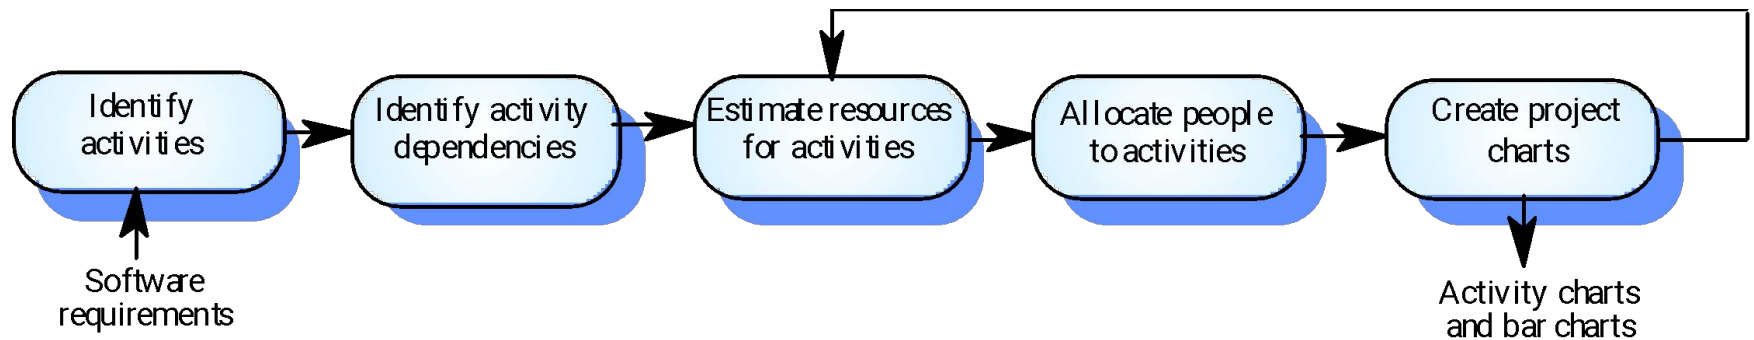 Identify
activities
Identify activity
dependencies
Estimate resources
for activities
Allocate people
to activities
Create project
charts
Software
requirements
Activity charts
and bar charts